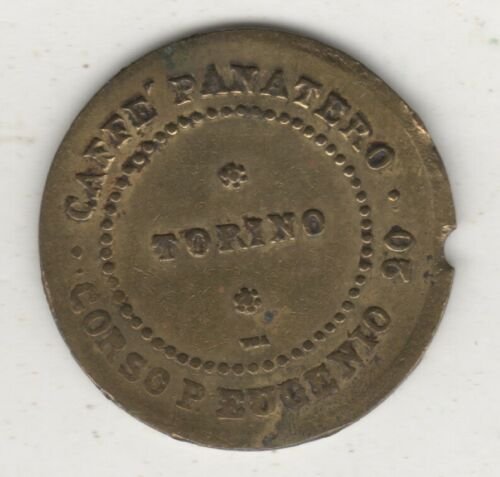 CAFFE' PANATERO
TORINO
CORSO P. EUGENIO 20